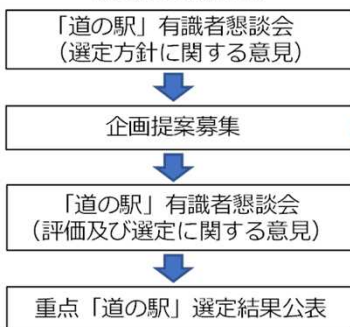 「道の駅」有識者懇談会
（選定方針に関する意見）
企画提案募集
「道の駅」有識者懇談会
（評価及び選定に関する意見）
重点「道の駅」選定結果公表